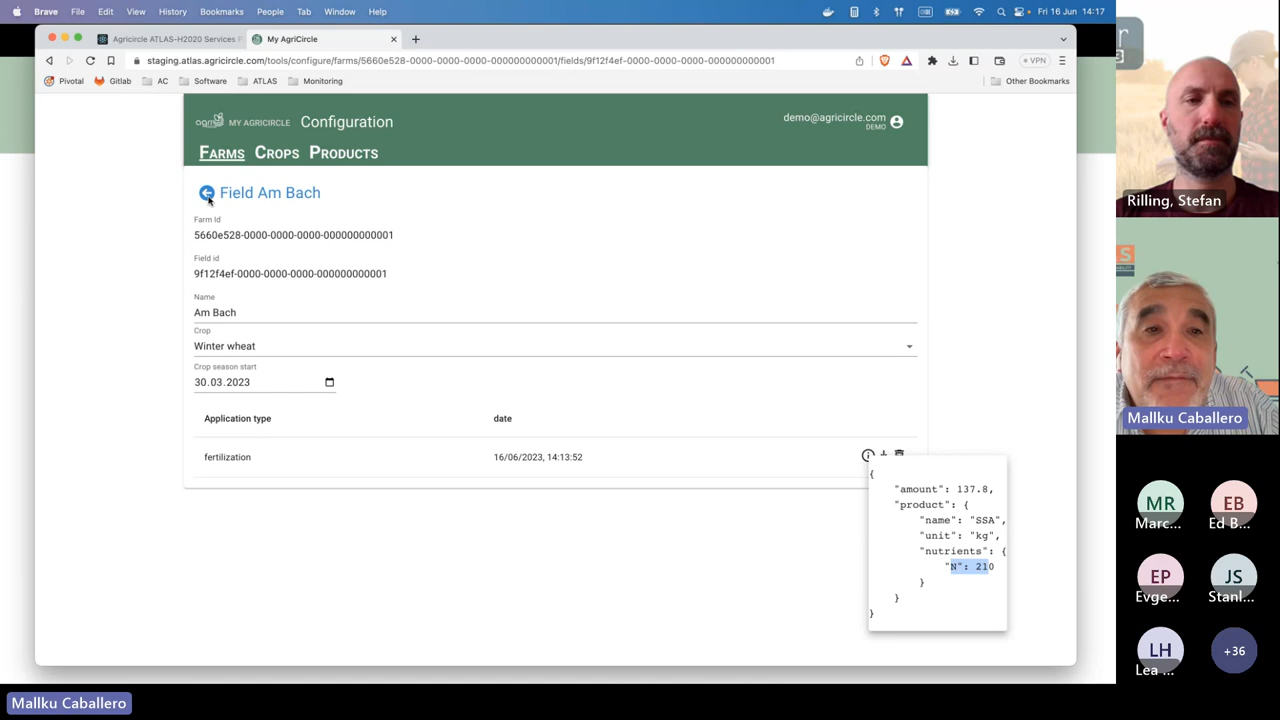 Brave File Edit View History Bookmarks People Tab Window Help
Fri 16 Jun 14:17
Agricircle ATLAS-H2020 Services
My AgriCircle
staging.atlas.agricircle.com/tools/configure/farms/5660e528-0000-0000-0000-000000000001/fields/9f12f4ef-0000-0000-0000-000000000001
VPN
Pivotal Gitlab AC Software ATLAS Monitoring Other Bookmarks
MY AGRICIRCLE Configuration
demo@agricircle.com
DEMO
FARMS CROPS PRODUCTS
Field Am Bach
Farm Id
5660e528-0000-0000-0000-000000000001
Field id
9f12f4ef-0000-0000-0000-000000000001
Name
Am Bach
Crop
Winter wheat
Crop season start
30.03.2023
Application type date
fertilization 16/06/2023, 14:13:52
{
"amount": 137.8,
"product": {
"name": "SSA",
"unit": "kg",
"nutrients": {
"N": 210
}
}
}
Rilling, Stefan
Mallku Caballero
MR EB
Marc... Ed B...
EP JS
Evge... Stanl...
LH +36
Lea ...
Mallku Caballero